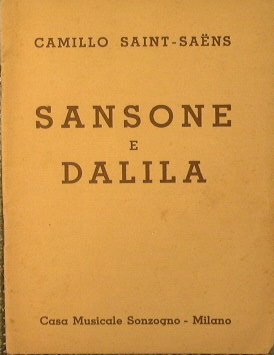 CAMILLO SAINT-SAËNS
SANSONE
E
DALILA
Casa Musicale Sonzogno - Milano